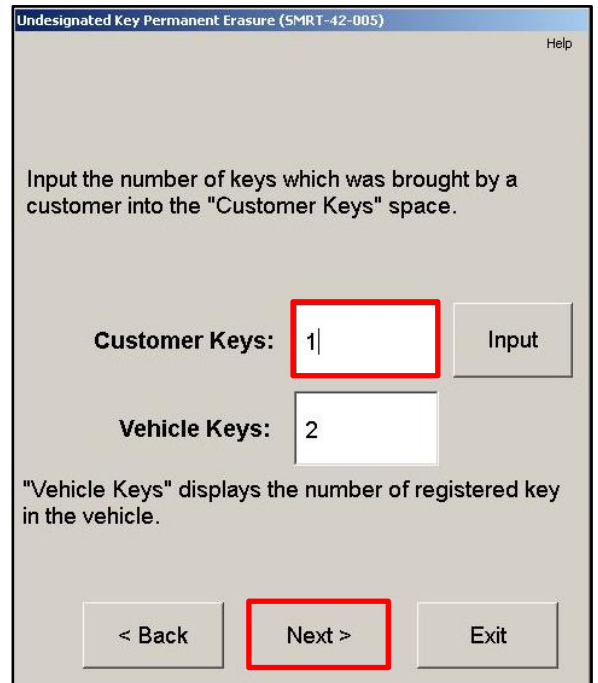 Undesignated Key Permanent Erasure (SMRT-42-005)
Help
Input the number of keys which was brought by a
customer into the "Customer Keys" space.
Customer Keys: 1 Input
Vehicle Keys: 2
"Vehicle Keys" displays the number of registered key
in the vehicle.
< Back Next > Exit